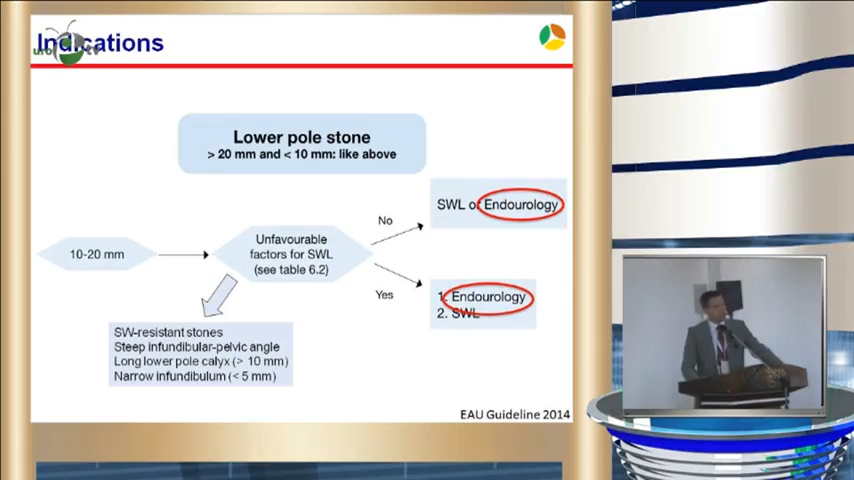 Indications
Lower pole stone
> 20 mm and < 10 mm: like above
10-20 mm
Unfavourable
factors for SWL
(see table 6.2)
No
Yes
SWL or Endourology
1. Endourology
2. SWL
SW-resistant stones
Steep infundibular-pelvic angle
Long lower pole calyx (> 10 mm)
Narrow infundibulum (< 5 mm)
EAU Guideline 2014